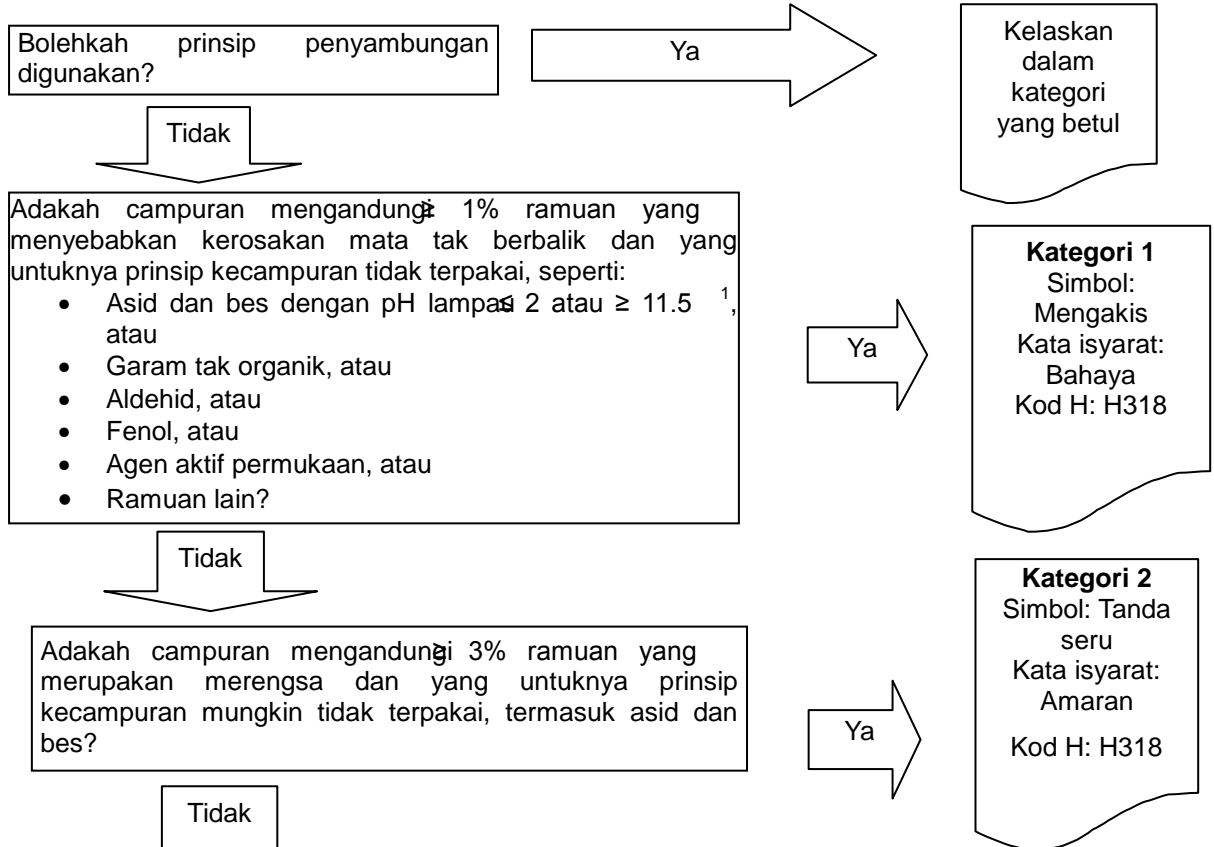 Bolehkah prinsip penyambungan
digunakan?
Ya
Kelaskan
dalam
kategori
yang betul
Tidak
Adakah campuran mengandungi ≥ 1% ramuan yang
menyebabkan kerosakan mata tak berbalik dan yang
untuknya prinsip kecampuran tidak terpakai, seperti:
• Asid dan bes dengan pH lampau ≤ 2 atau ≥ 11.5 1,
atau
• Garam tak organik, atau
• Aldehid, atau
• Fenol, atau
• Agen aktif permukaan, atau
• Ramuan lain?
Ya
Kategori 1
Simbol:
Mengakis
Kata isyarat:
Bahaya
Kod H: H318
Tidak
Adakah campuran mengandungi ≥ 3% ramuan yang
merupakan merengsa dan yang untuknya prinsip
kecampuran mungkin tidak terpakai, termasuk asid dan
bes?
Ya
Kategori 2
Simbol: Tanda
seru
Kata isyarat:
Amaran
Kod H: H318
Tidak